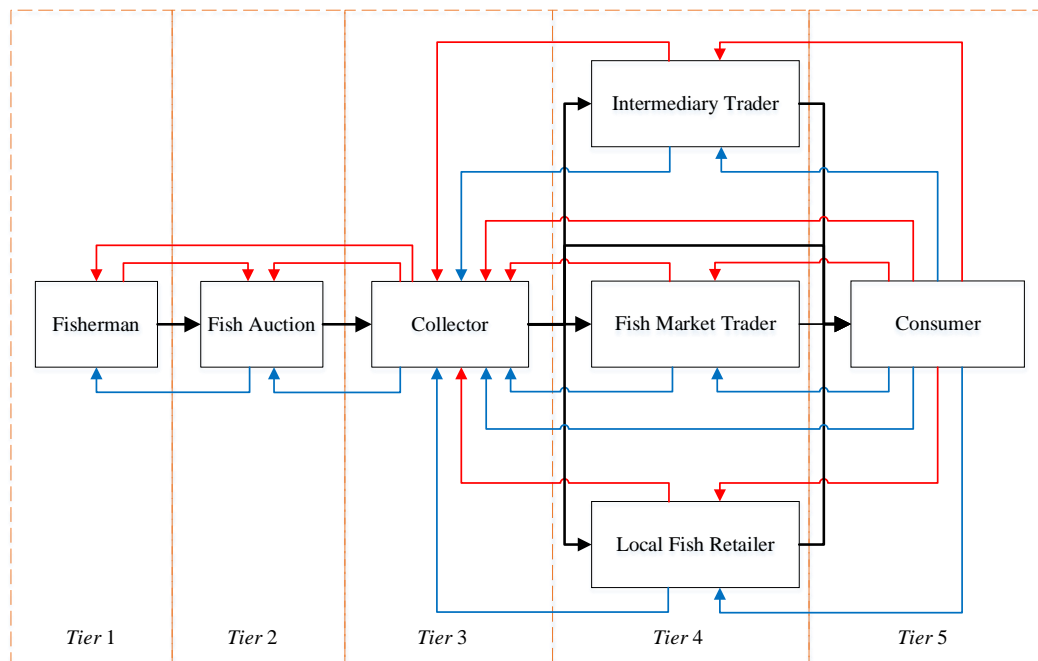 Intermediary Trader
Fisherman
Fish Auction
Collector
Fish Market Trader
Consumer
Local Fish Retailer
Tier 1
Tier 2
Tier 3
Tier 4
Tier 5